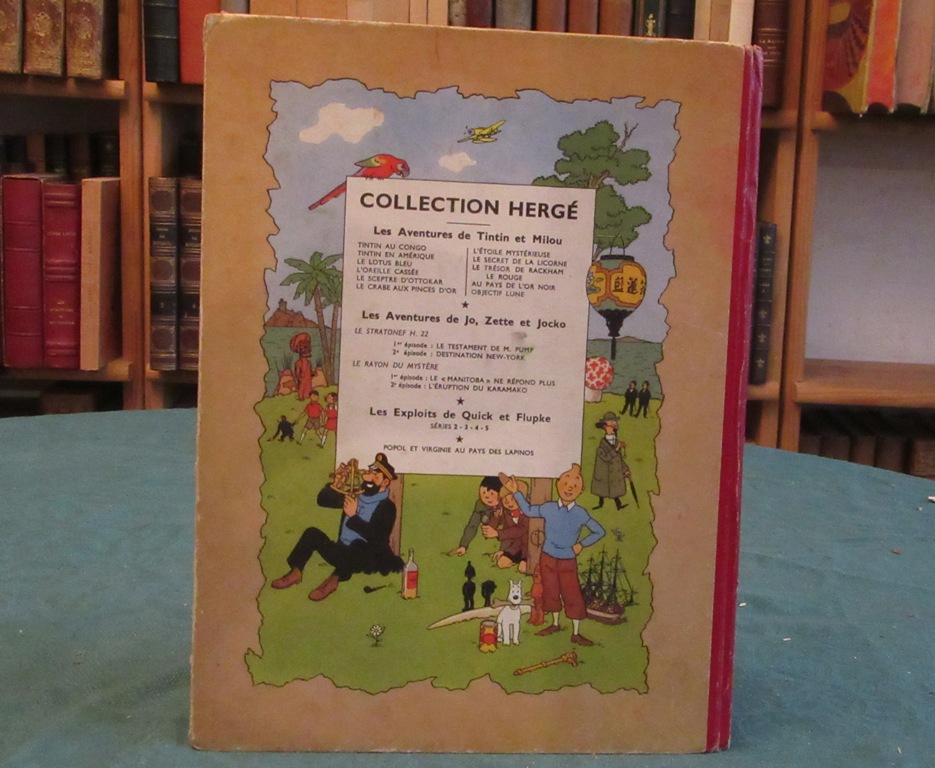 COLLECTION HERGÉ
Les Aventures de Tintin et Milou
TINTIN AU CONGO
TINTIN EN AMÉRIQUE
LE LOTUS BLEU
L'OREILLE CASSÉE
LE SCEPTRE D'OTTOKAR
LE CRABE AUX PINCES D'OR
L'ÉTOILE MYSTÉRIEUSE
LE SECRET DE LA LICORNE
LE TRÉSOR DE RACKHAM
LE ROUGE
AU PAYS DE L'OR NOIR
OBJECTIF LUNE
Les Aventures de Jo, Zette et Jocko
LE STRATONEF H. 22
1er épisode : LE TESTAMENT DE M. PUMP
2e épisode : DESTINATION NEW-YORK
LE RAYON DU MYSTÈRE
1er épisode : LE « MANITOBA » NE RÉPOND PLUS
2e épisode : L'ÉRUPTION DU KARAMAKO
Les Exploits de Quick et Flupke
SÉRIES 2 - 3 - 4 - 5
POPOL ET VIRGINIE AU PAYS DES LAPINOS